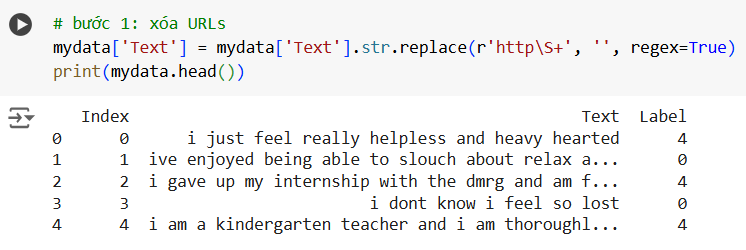 # bước 1: xóa URLs
mydata['Text'] = mydata['Text'].str.replace(r'http\S+', '', regex=True)
print(mydata.head())
Index Text Label
0 0 i just feel really helpless and heavy hearted 4
1 1 ive enjoyed being able to slouch about relax a... 0
2 2 i gave up my internship with the dmrg and am f... 4
3 3 i dont know i feel so lost 0
4 4 i am a kindergarten teacher and i am thoroughl... 4